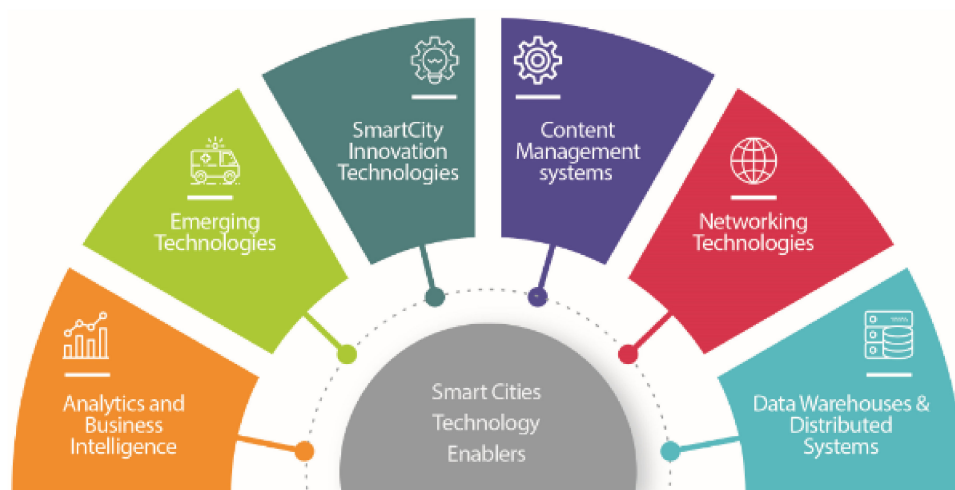 SmartCity
Innovation
Technologies
Content
Management
systems
Emerging
Technologies
Networking
Technologies
Analytics and
Business
Intelligence
Smart Cities
Technology
Enablers
Data Warehouses &
Distributed
Systems